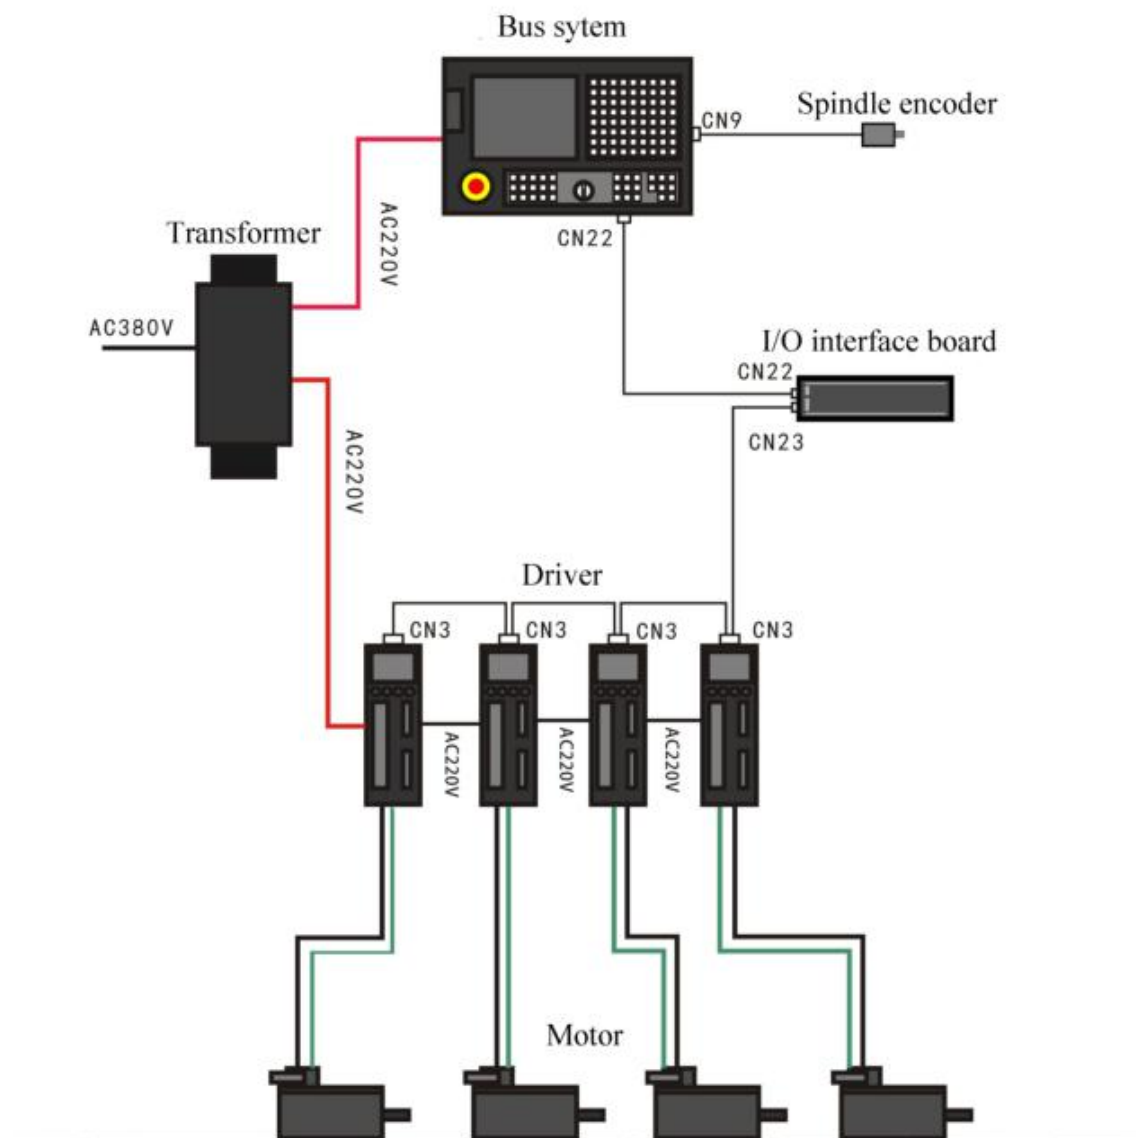 Bus sytem
Spindle encoder
CN9
AC220V
CN22
Transformer
AC380V
I/O interface board
CN22
CN23
AC220V
Driver
CN3
CN3
CN3
CN3
AC220V
AC220V
AC220V
Motor